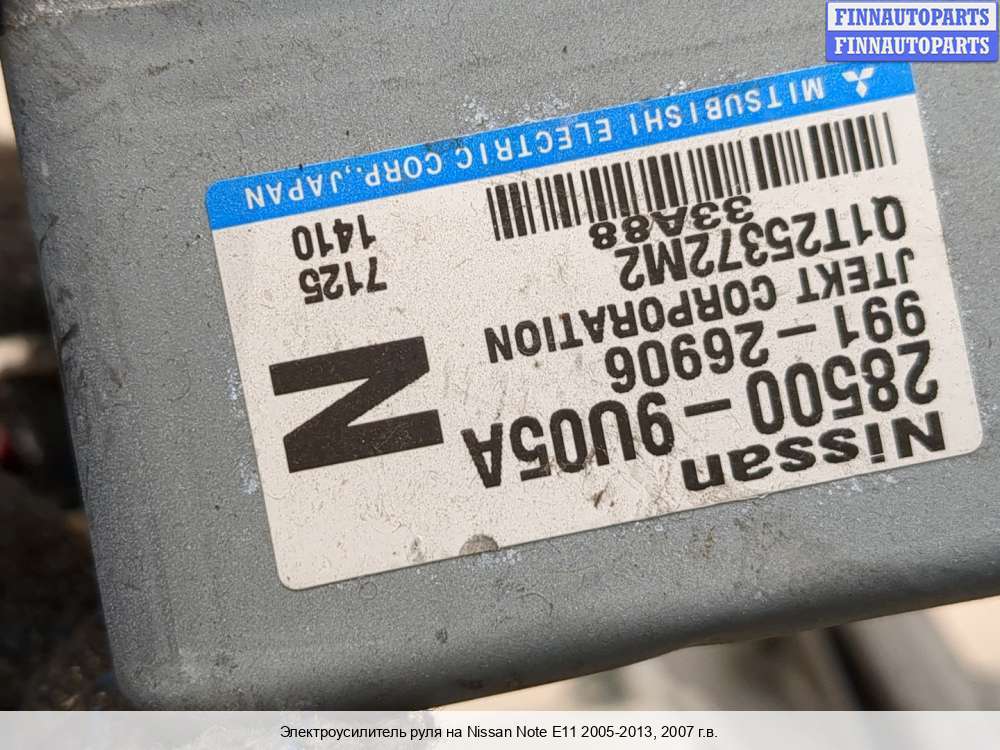 FINNAUTOPARTS
FINNAUTOPARTS
Nissan
28500-9U05A
991-26906
JTEKT CORPORATION
Q1T25372M2
33A88
N
7125
1410
MITSUBISHI ELECTRIC CORP., JAPAN
Электроусилитель руля на Nissan Note E11 2005-2013, 2007 г.в.